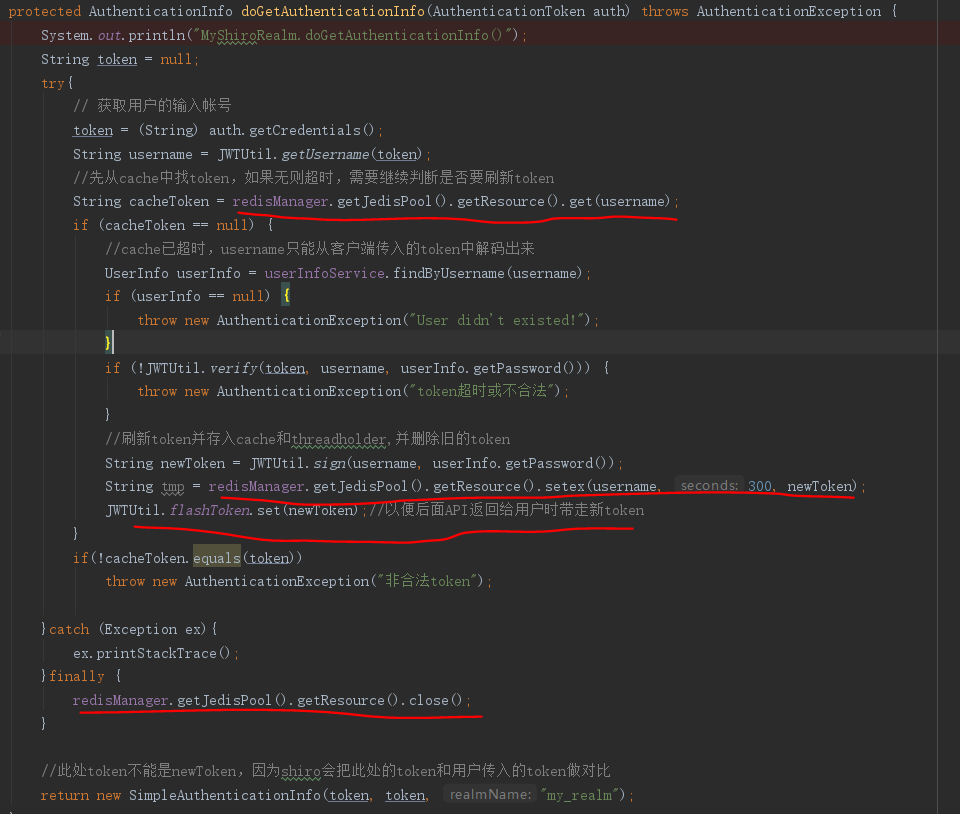 protected AuthenticationInfo doGetAuthenticationInfo(AuthenticationToken auth) throws AuthenticationException {
System.out.println("MyShiroRealm.doGetAuthenticationInfo()");
String token = null;
try{
// 获取用户的输入帐号
token = (String) auth.getCredentials();
String username = JWTUtil.getUsername(token);
//先从cache中找token，如果无则超时，需要继续判断是否要刷新token
String cacheToken = redisManager.getJedisPool().getResource().get(username);
if (cacheToken == null) {
//cache已超时，username只能从客户端传入的token中解码出来
UserInfo userInfo = userInfoService.findByUsername(username);
if (userInfo == null) {
throw new AuthenticationException("User didn't existed!");
}
if (!JWTUtil.verify(token, username, userInfo.getPassword())) {
throw new AuthenticationException("token超时或不合法");
}
//刷新token并存入cache和threadholder,并删除旧的token
String newToken = JWTUtil.sign(username, userInfo.getPassword());
String tmp = redisManager.getJedisPool().getResource().setex(username, seconds: 300, newToken);
JWTUtil.flashToken.set(newToken);//以便后面API返回给用户时带走新token
}
if(!cacheToken.equals(token))
throw new AuthenticationException("非合法token");
}catch (Exception ex){
ex.printStackTrace();
}finally {
redisManager.getJedisPool().getResource().close();
}
//此处token不能是newToken，因为shiro会把此处的token和用户传入的token做对比
return new SimpleAuthenticationInfo(token, token, realmName: "my_realm");